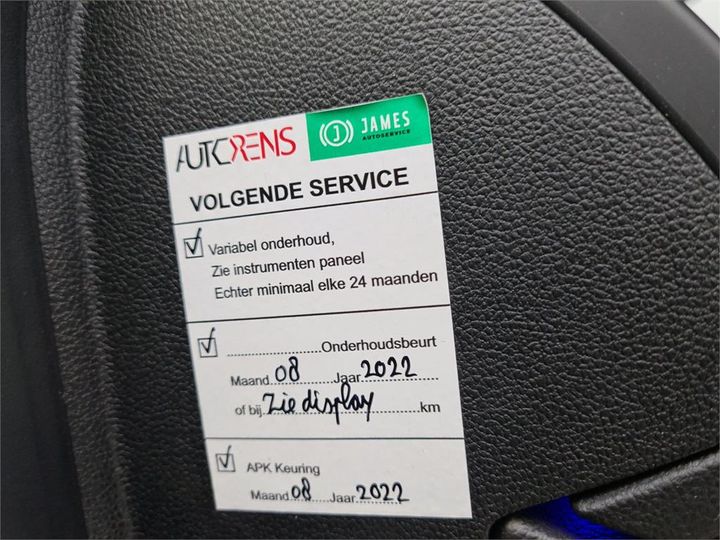 AUTORENS
J JAMES
AUTOSERVICE
VOLGENDE SERVICE
Variabel onderhoud,
Zie instrumenten paneel
Echter minimaal elke 24 maanden
........................Onderhoudsbeurt
Maand 08 Jaar 2022
of bij Zie display km
APK Keuring
Maand 08 Jaar 2022